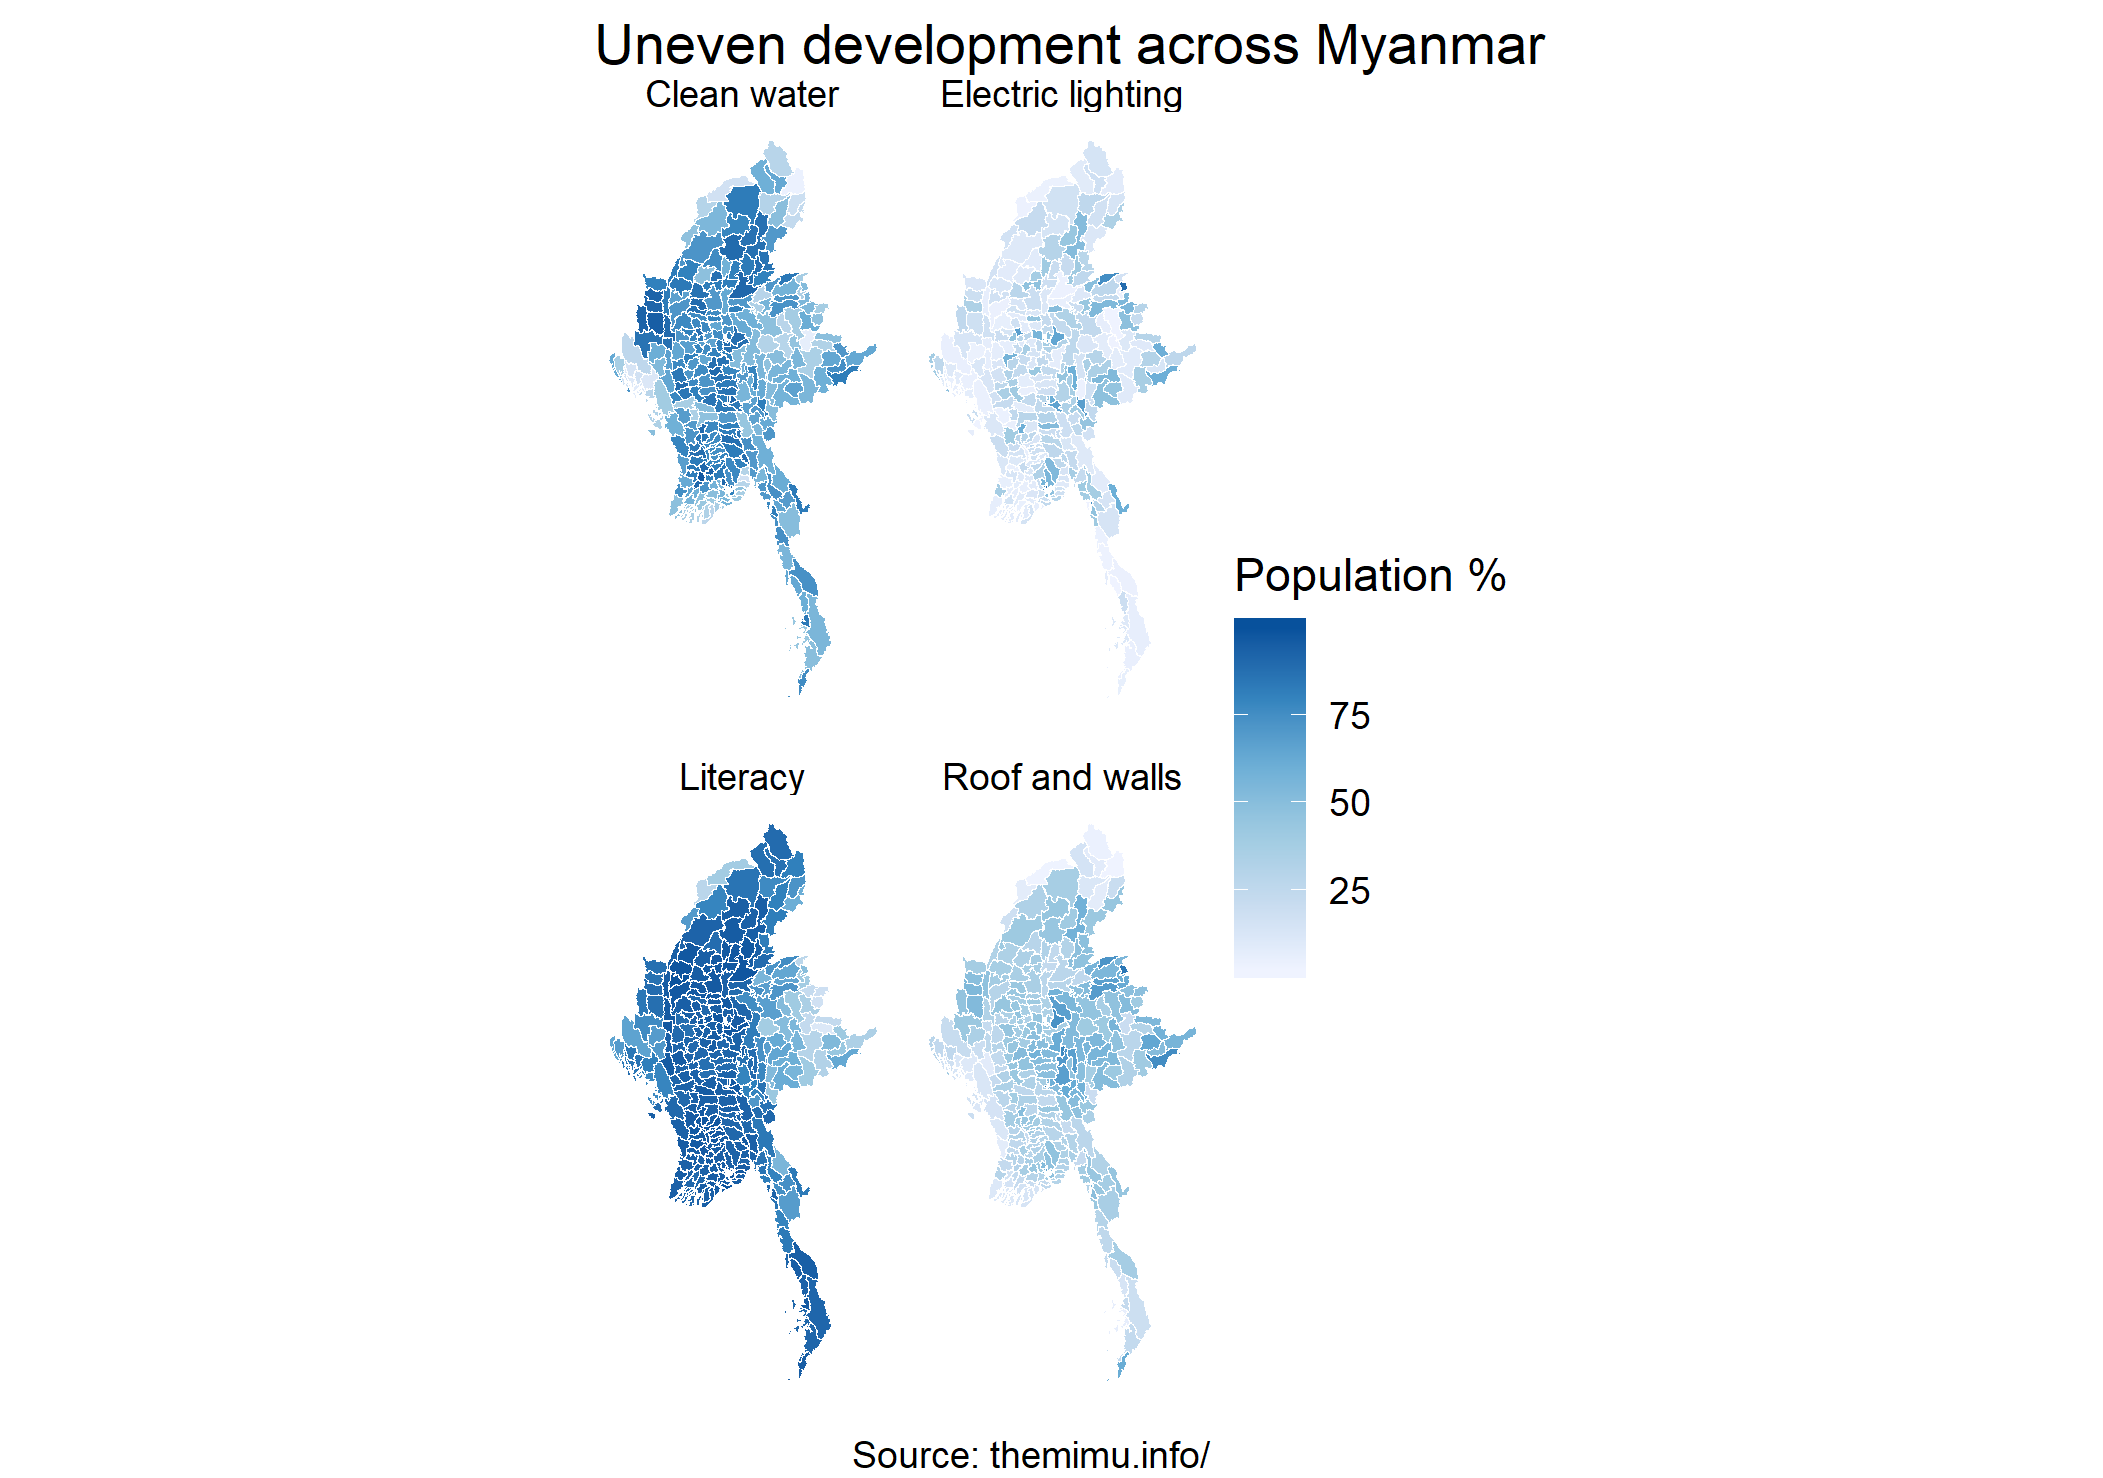 Uneven development across Myanmar
Clean water
Electric lighting
Literacy
Roof and walls
Population %
75
50
25
Source: themimu.info/